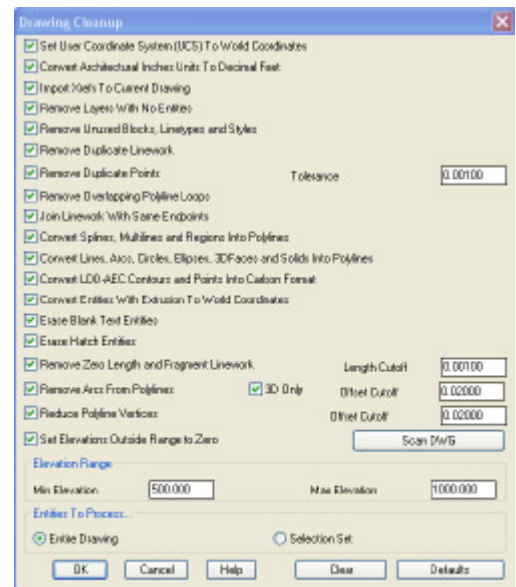 Drawing Cleanup
Set User Coordinate System (UCS) To World Coordinates
Convert Architectural Inches Units To Decimal Feet
Import Xrefs To Current Drawing
Remove Layers With No Entities
Remove Unused Blocks, Linetypes and Styles
Remove Duplicate Linework
Remove Duplicate Points Tolerance 0.00100
Remove Overlapping Polyline Loops
Join Linework With Same Endpoints
Convert Splines, Multilines and Regions Into Polylines
Convert Lines, Arcs, Circles, Ellipses, 3DFaces and Solids Into Polylines
Convert LDD-AEC Contours and Points Into Carlson Format
Convert Entities With Extrusion To World Coordinates
Erase Blank Text Entities
Erase Hatch Entities
Remove Zero Length and Fragment Linework Length Cutoff 0.00100
Remove Arcs From Polylines 3D Only Offset Cutoff 0.02000
Reduce Polyline Vertices Offset Cutoff 0.02000
Set Elevations Outside Range to Zero Scan DWG
Elevation Range
Min Elevation 500.000 Max Elevation 1000.000
Entities To Process...
Entire Drawing Selection Set
OK Cancel Help Clear Defaults